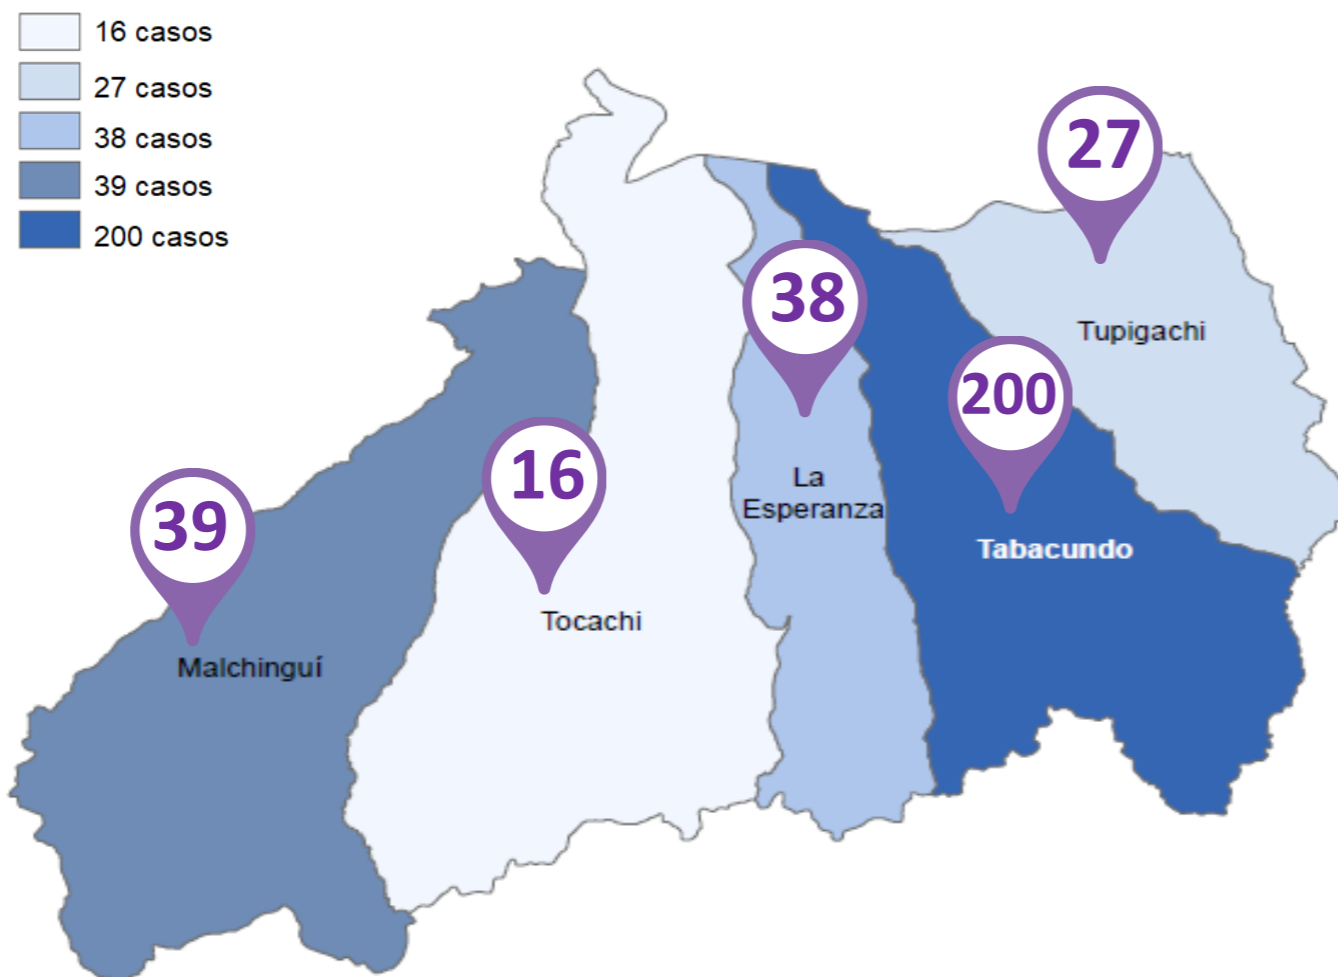 16 casos
27 casos
38 casos
39 casos
200 casos
27
38
Tupigachi
200
16
La
Esperanza
39
Tabacundo
Tocachi
Malchinguí